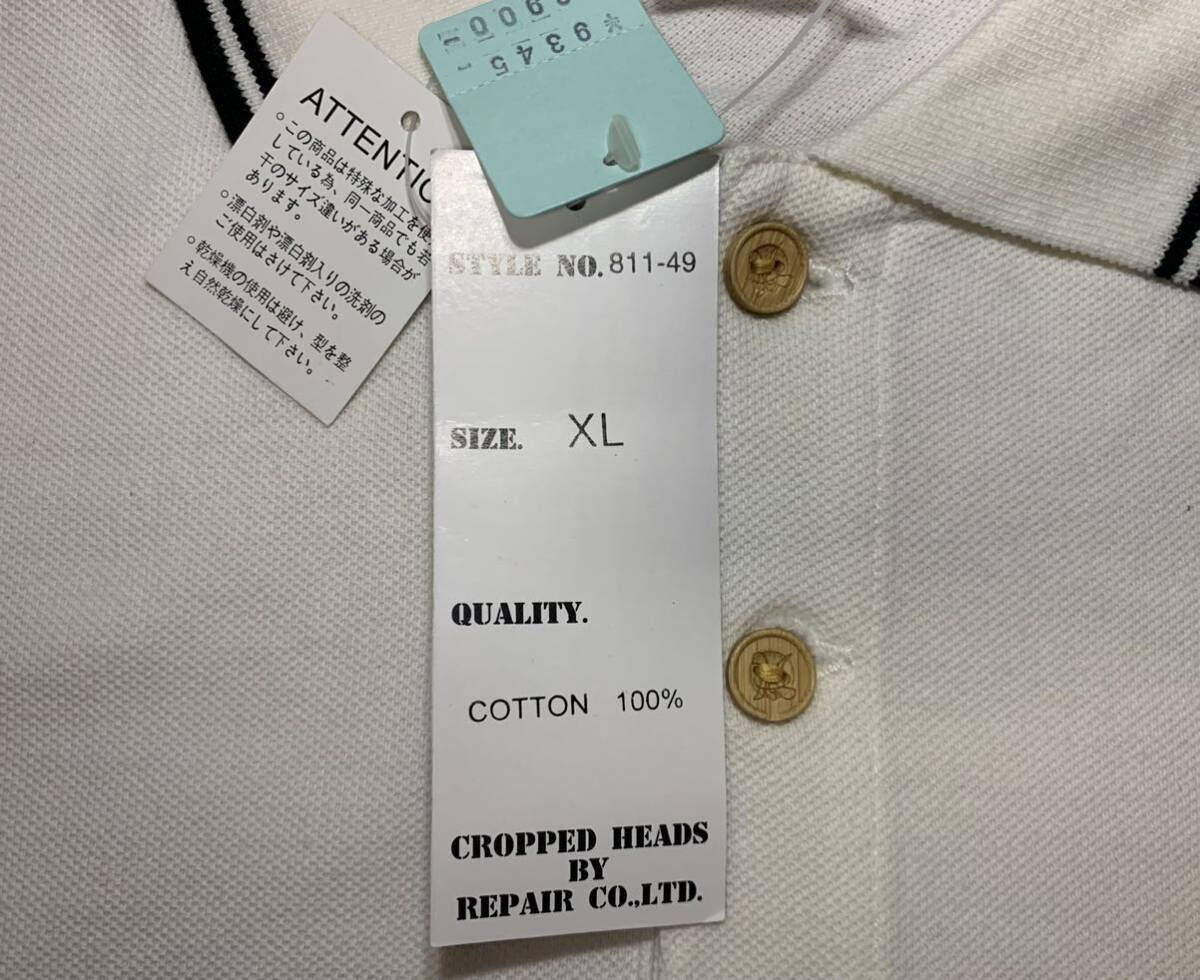 ATTENTIO
○この商品は特殊な加工を使
している為、同一商品でも若
干のサイズ違いがある場合が
あります。
○漂白剤や漂白剤入りの洗剤の
ご使用はさけて下さい。
○乾燥機の使用は避け、型を整
え自然乾燥にして下さい。
*9345-
STYLE NO. 811-49
SIZE. XL
QUALITY.
COTTON 100%
CROPPED HEADS
BY
REPAIR CO.,LTD.